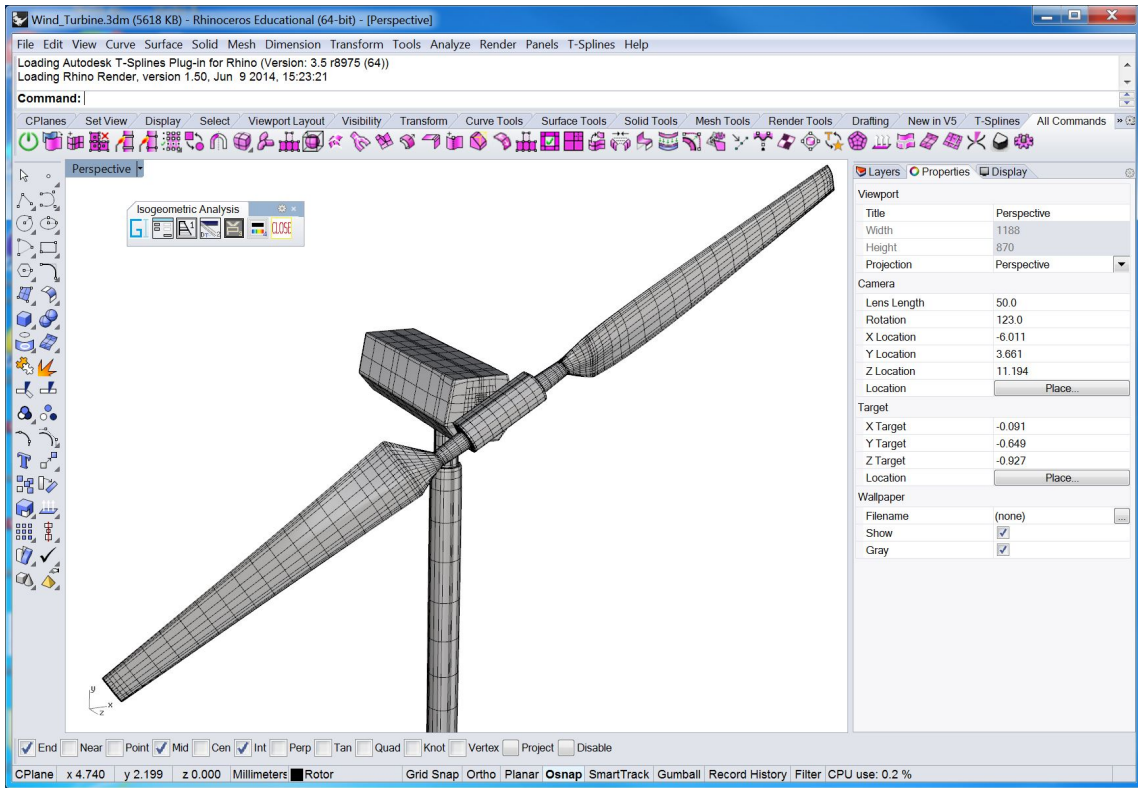 Wind_Turbine.3dm (5618 KB) - Rhinoceros Educational (64-bit) - [Perspective]
File Edit View Curve Surface Solid Mesh Dimension Transform Tools Analyze Render Panels T-Splines Help
Loading Autodesk T-Splines Plug-in for Rhino (Version: 3.5 r8975 (64))
Loading Rhino Render, version 1.50, Jun 9 2014, 15:23:21
Command:
CPlanes Set View Display Select Viewport Layout Visibility Transform Curve Tools Surface Tools Solid Tools Mesh Tools Render Tools Drafting New in V5 T-Splines All Commands
Perspective
Isogeometric Analysis
CLOSE
Layers Properties Display
Viewport
Title Perspective
Width 1188
Height 870
Projection Perspective
Camera
Lens Length 50.0
Rotation 123.0
X Location -6.011
Y Location 3.661
Z Location 11.194
Location Place...
Target
X Target -0.091
Y Target -0.649
Z Target -0.927
Location Place...
Wallpaper
Filename (none) ...
Show
Gray
y
x
z
End Near Point Mid Cen Int Perp Tan Quad Knot Vertex Project Disable
CPlane x 4.740 y 2.199 z 0.000 Millimeters Rotor Grid Snap Ortho Planar Osnap SmartTrack Gumball Record History Filter CPU use: 0.2 %